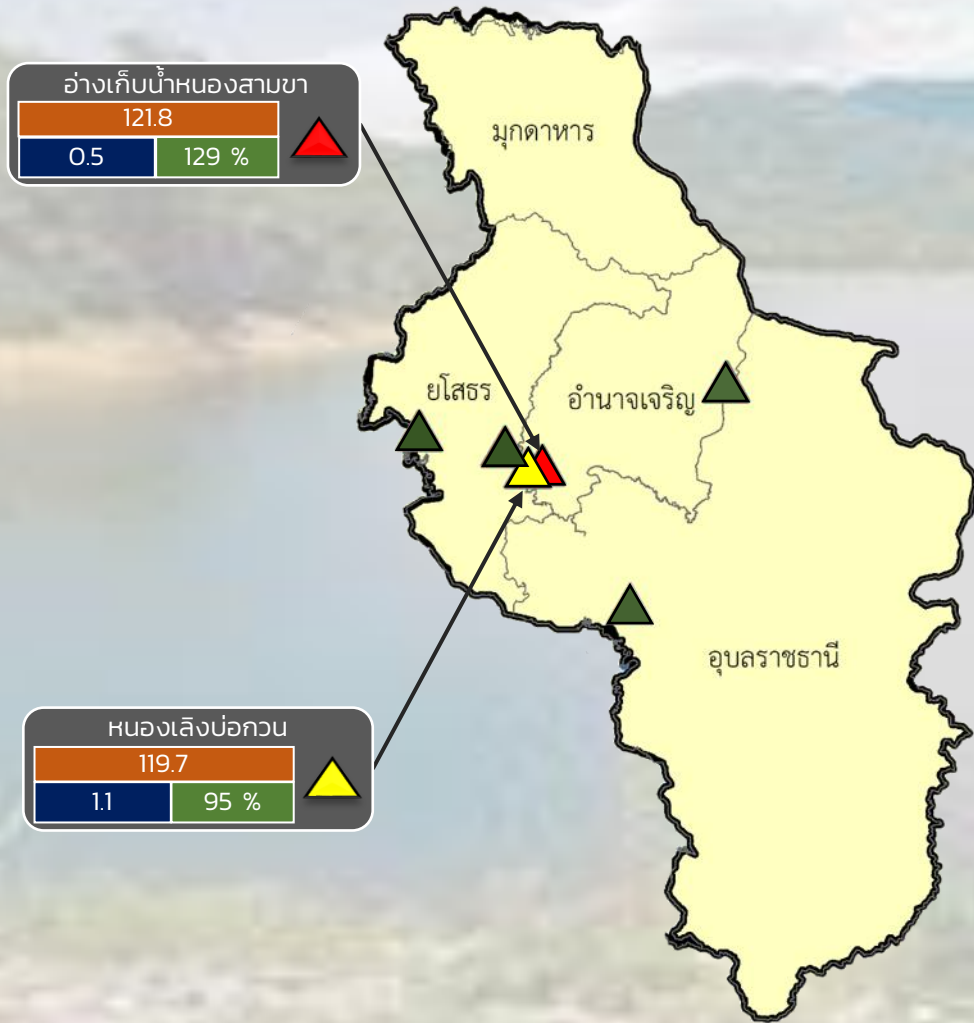 อ่างเก็บน้ำหนองสามขา
121.8
0.5 129 %
มุกดาหาร
ยโสธร
อำนาจเจริญ
อุบลราชธานี
หนองเลิงบ่อกวน
119.7
1.1 95 %